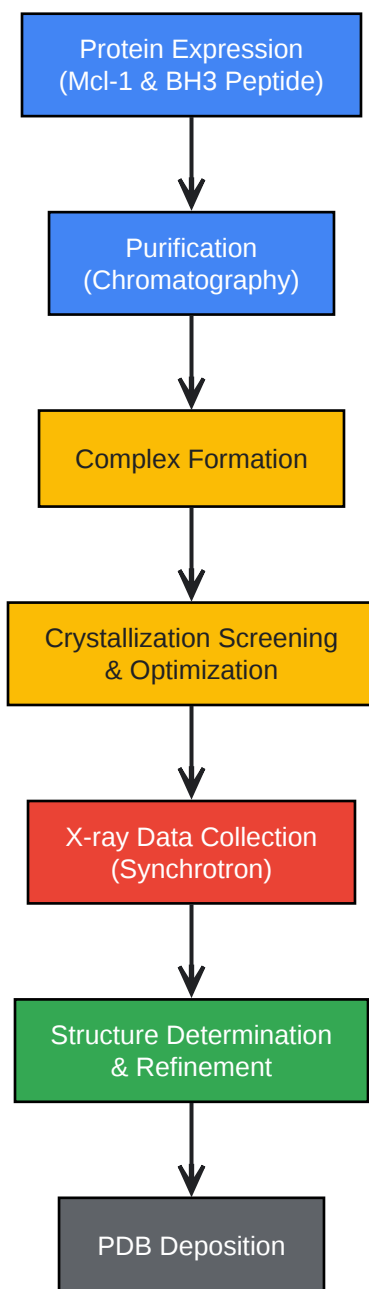 Protein Expression
(Mcl-1 & BH3 Peptide)
Purification
(Chromatography)
Complex Formation
Crystallization Screening
& Optimization
X-ray Data Collection
(Synchrotron)
Structure Determination
& Refinement
PDB Deposition